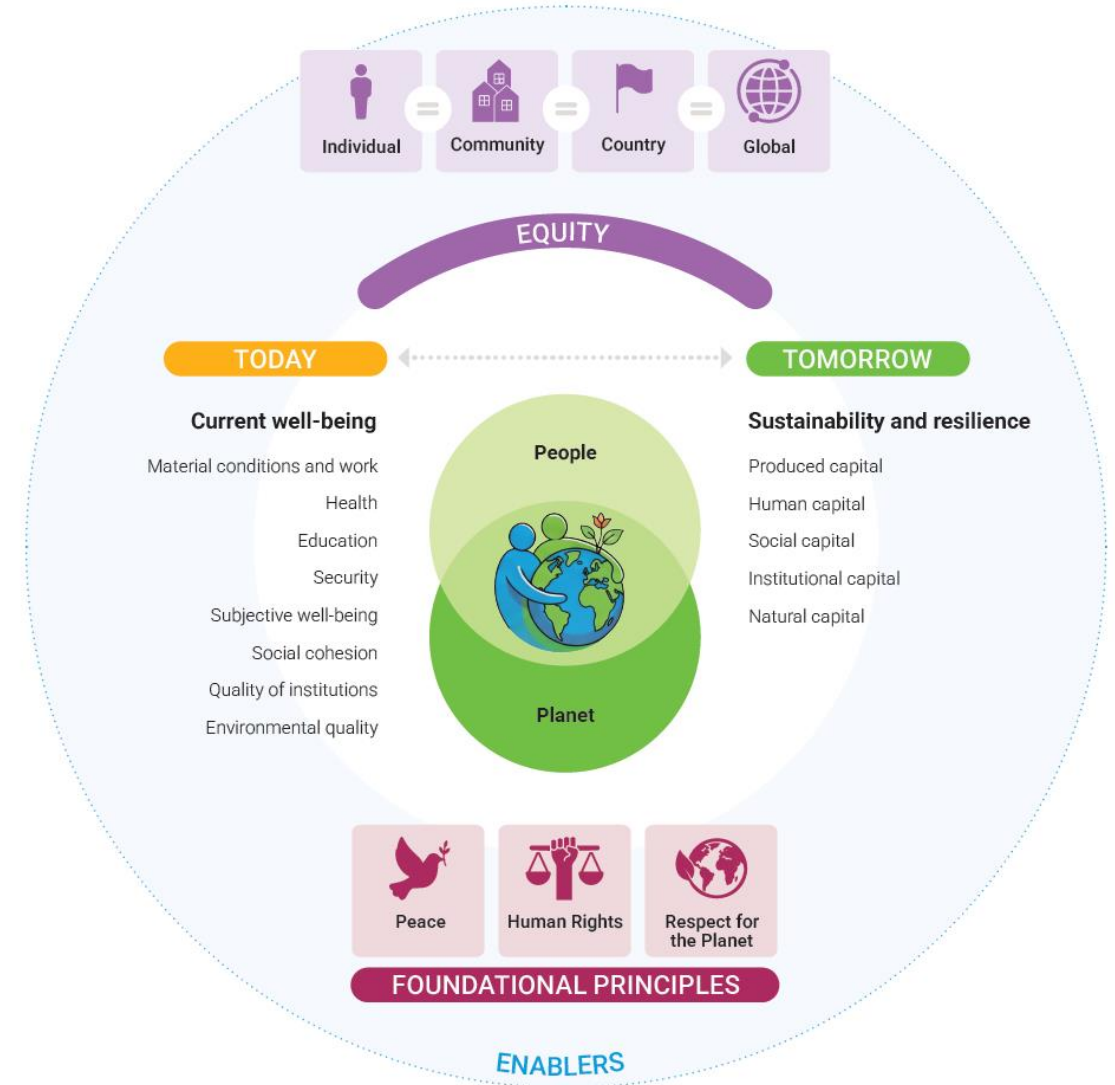 Individual
Community
Country
Global
EQUITY
TODAY
TOMORROW
Current well-being
Material conditions and work
Health
Education
Security
Subjective well-being
Social cohesion
Quality of institutions
Environmental quality
People
Planet
Sustainability and resilience
Produced capital
Human capital
Social capital
Institutional capital
Natural capital
Peace
Human Rights
Respect for
the Planet
FOUNDATIONAL PRINCIPLES
ENABLERS